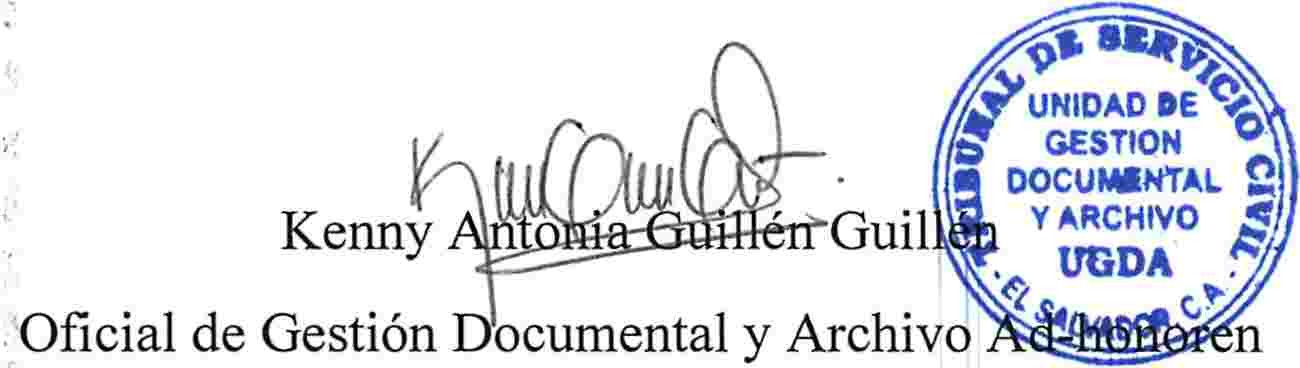 TRIBUNAL DE SERVICIO CIVIL
UNIDAD DE
GESTION
DOCUMENTAL
Y ARCHIVO
UGDA
- EL SALVADOR C.A. -
Kenny Antonia Guillén Guillén
Oficial de Gestión Documental y Archivo Ad-honoren